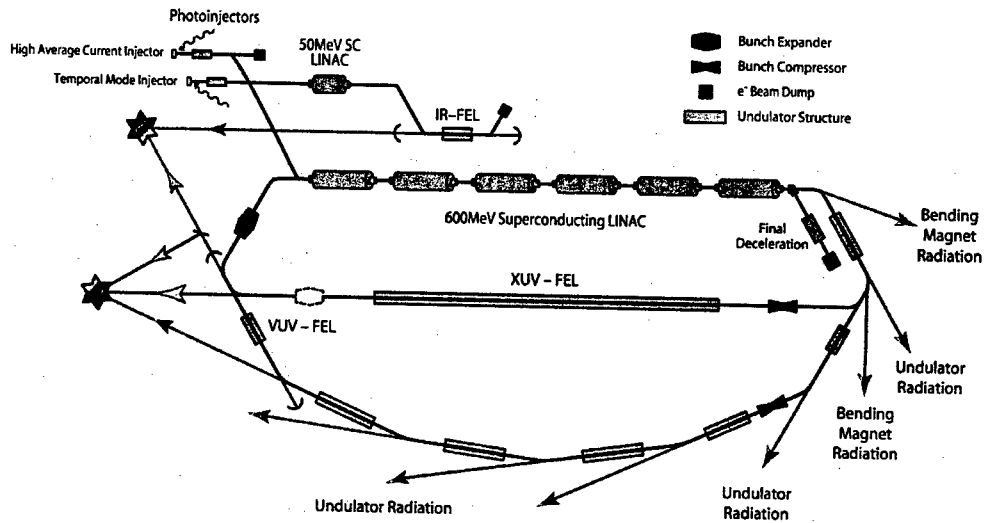 Photoinjectors
High Average Current Injector
50MeV SC
LINAC
Temporal Mode Injector
IR-FEL
Bunch Expander
Bunch Compressor
e⁻ Beam Dump
Undulator Structure
600MeV Superconducting LINAC
Final
Deceleration
Bending
Magnet
Radiation
XUV – FEL
VUV – FEL
Undulator
Radiation
Bending
Magnet
Radiation
Undulator
Radiation
Undulator Radiation